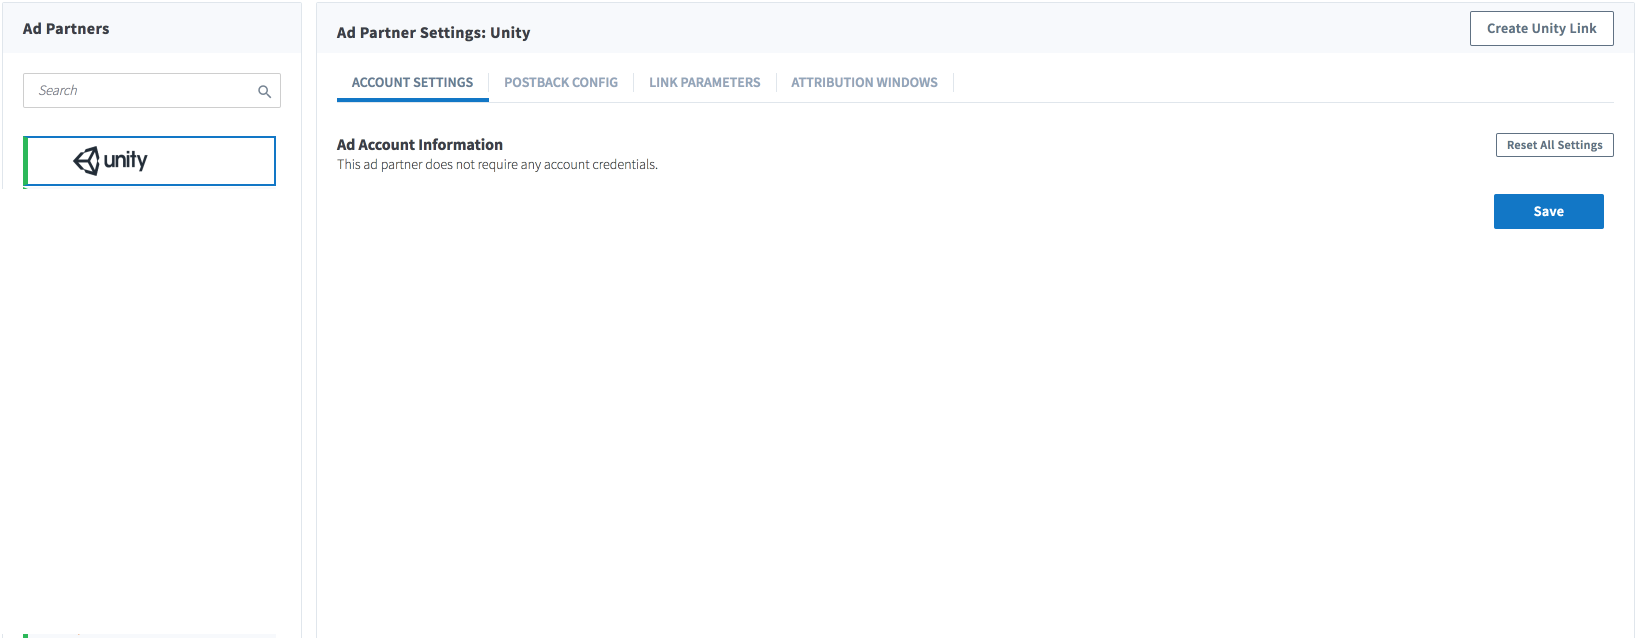 Ad Partners
Search
unity
Ad Partner Settings: Unity
Create Unity Link
ACCOUNT SETTINGS
POSTBACK CONFIG
LINK PARAMETERS
ATTRIBUTION WINDOWS
Ad Account Information
This ad partner does not require any account credentials.
Reset All Settings
Save